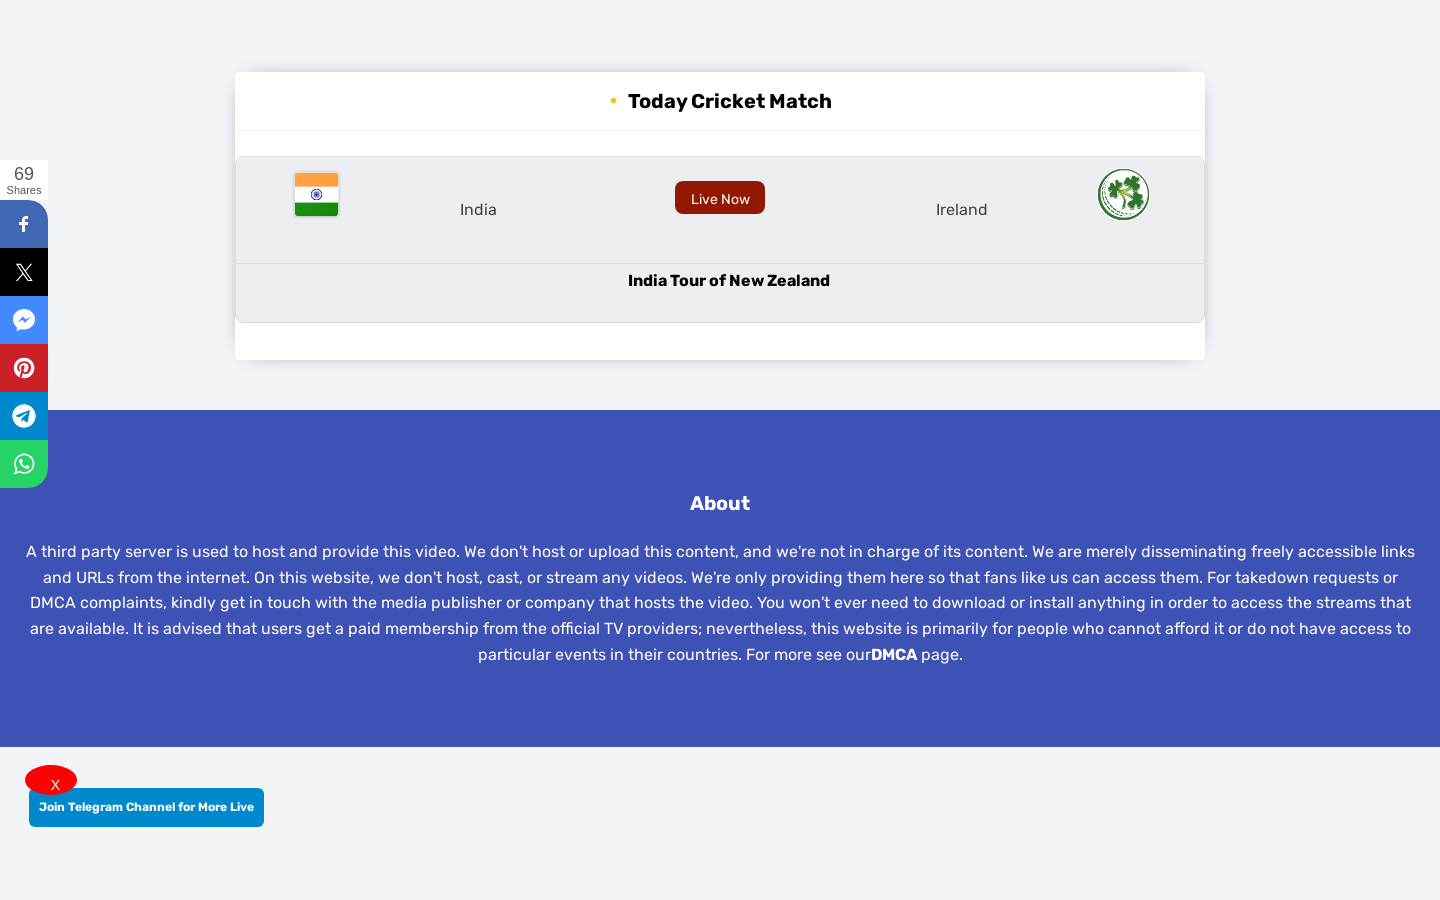 Today Cricket Match
69
Shares
India
Live Now
Ireland
India Tour of New Zealand
About
A third party server is used to host and provide this video. We don't host or upload this content, and we're not in charge of its content. We are merely disseminating freely accessible links
and URLs from the internet. On this website, we don't host, cast, or stream any videos. We're only providing them here so that fans like us can access them. For takedown requests or
DMCA complaints, kindly get in touch with the media publisher or company that hosts the video. You won't ever need to download or install anything in order to access the streams that
are available. It is advised that users get a paid membership from the official TV providers; nevertheless, this website is primarily for people who cannot afford it or do not have access to
particular events in their countries. For more see ourDMCA page.
X
Join Telegram Channel for More Live